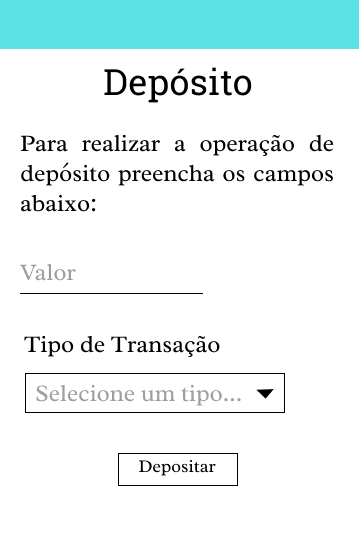 Depósito
Para realizar a operação de
depósito preencha os campos
abaixo:
Valor
Tipo de Transação
Selecione um tipo...
Depositar